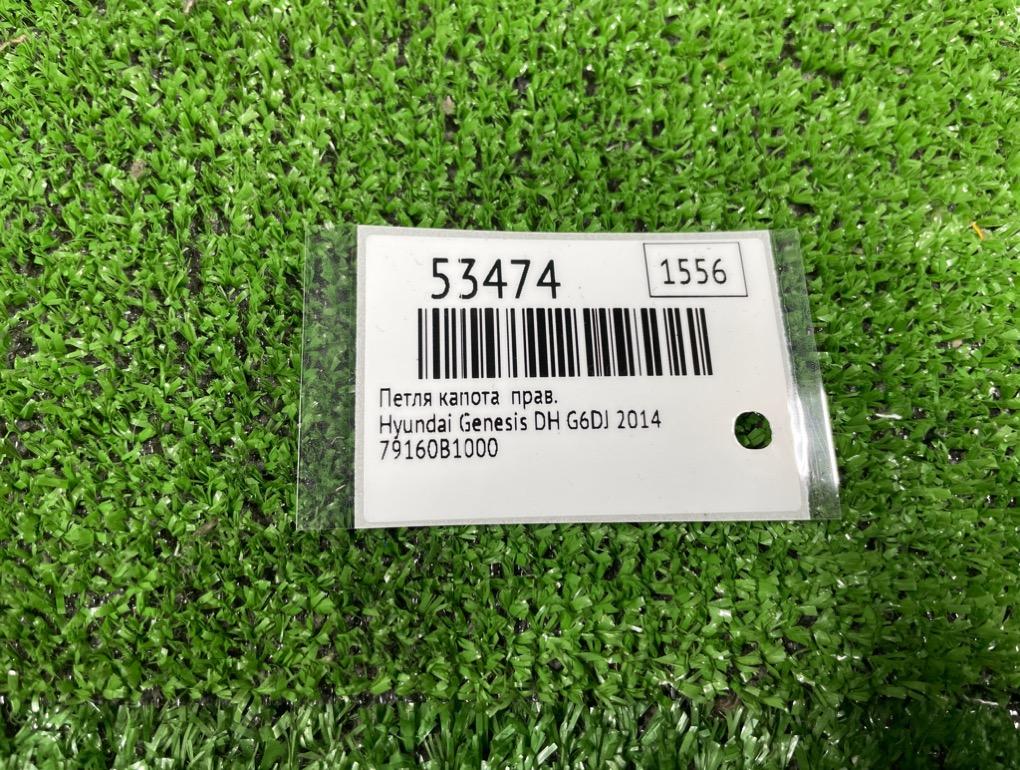 53474
1556
Петля капота прав.
Hyundai Genesis DH G6DJ 2014
79160B1000